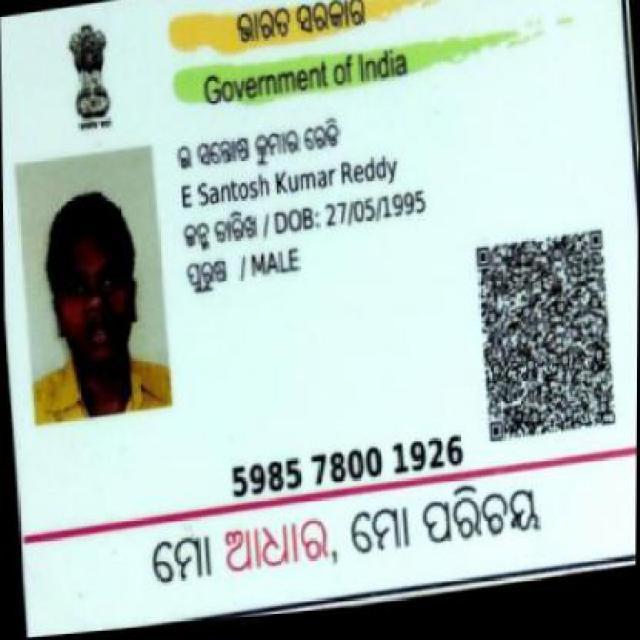 ଭାରତ ସରକାର
Government of India
ଇ ସନ୍ତୋଷ କୁମାର ରେଡ୍ଡି
E Santosh Kumar Reddy
ଜନ୍ମ ତାରିଖ / DOB: 27/05/1995
ପୁରୁଷ / MALE
5985 7800 1926
ମୋ ଆଧାର, ମୋ ପରିଚୟ